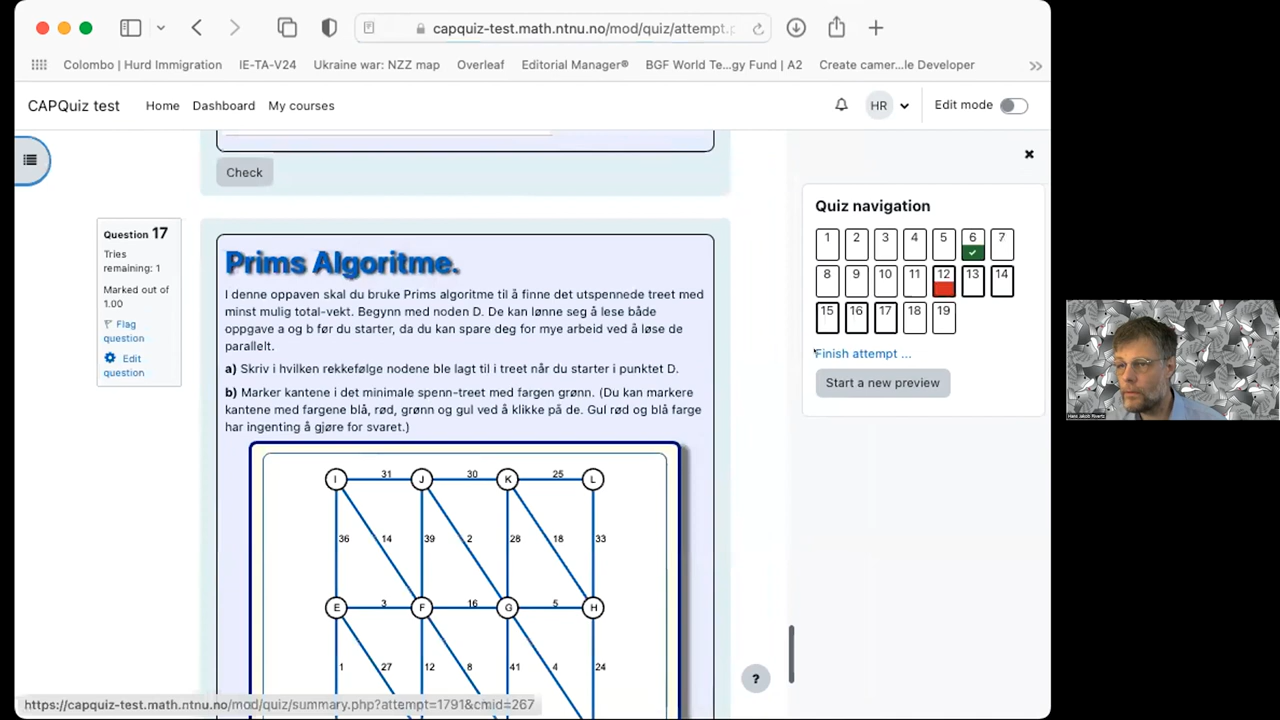 capquiz-test.math.ntnu.no/mod/quiz/attempt.p
Colombo | Hurd Immigration IE-TA-V24 Ukraine war: NZZ map Overleaf Editorial Manager® BGF World Te...gy Fund | A2 Create camer...le Developer
CAPQuiz test Home Dashboard My courses HR Edit mode
Check
Question 17
Tries
remaining: 1
Marked out of
1.00
Flag
question
Edit
question
Prims Algoritme.
I denne oppaven skal du bruke Prims algoritme til å finne det utspennede treet med
minst mulig total-vekt. Begynn med noden D. De kan lønne seg å lese både
oppgave a og b før du starter, da du kan spare deg for mye arbeid ved å løse de
parallelt.
a) Skriv i hvilken rekkefølge nodene ble lagt til i treet når du starter i punktet D.
b) Marker kantene i det minimale spenn-treet med fargen grønn. (Du kan markere
kantene med fargene blå, rød, grønn og gul ved å klikke på de. Gul rød og blå farge
har ingenting å gjøre for svaret.)
I 31 J 30 K 25 L
36 14 39 2 28 18 33
E 3 F 16 G 5 H
1 27 12 8 41 4 24
Quiz navigation
1 2 3 4 5 6 7
8 9 10 11 12 13 14
15 16 17 18 19
Finish attempt ...
Start a new preview
?
https://capquiz-test.math.ntnu.no/mod/quiz/summary.php?attempt=1791&cmid=267